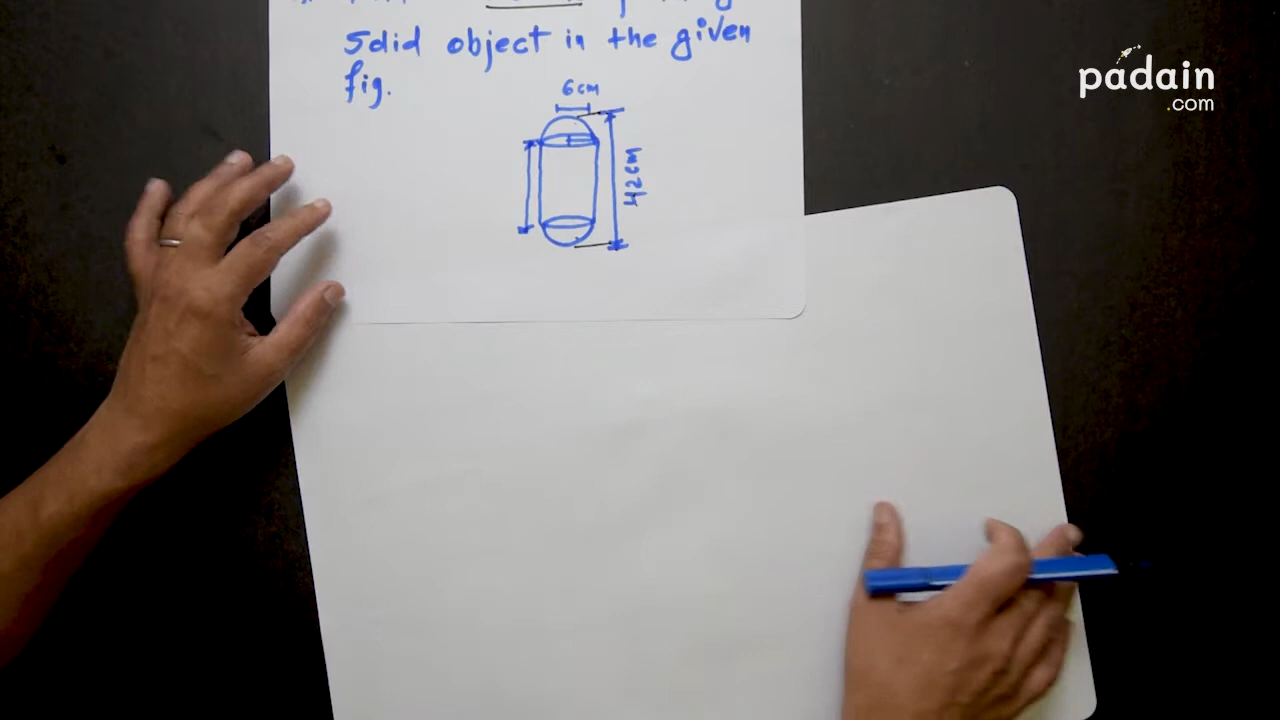 solid object in the given
fig.
6cm
42cm
padain
.com